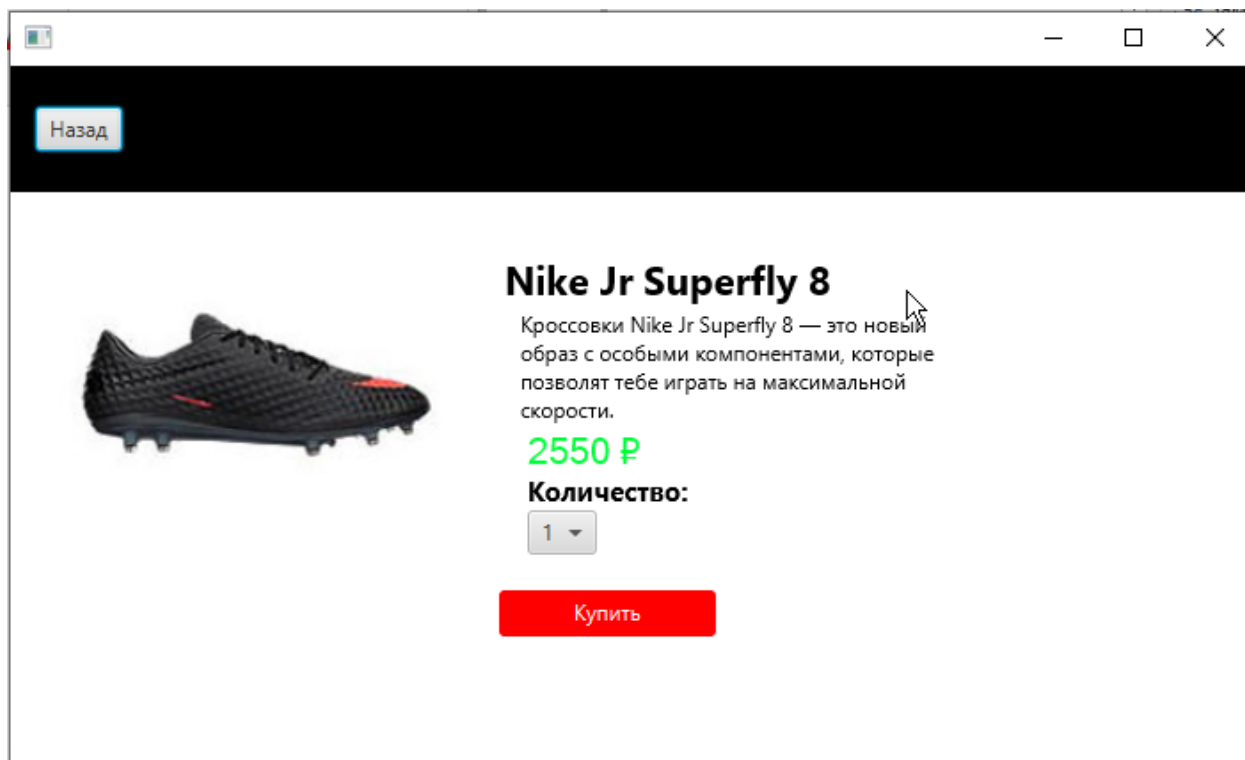 Назад
Nike Jr Superfly 8
Кроссовки Nike Jr Superfly 8 — это новый
образ с особыми компонентами, которые
позволят тебе играть на максимальной
скорости.
2550 ₽
Количество:
1
Купить